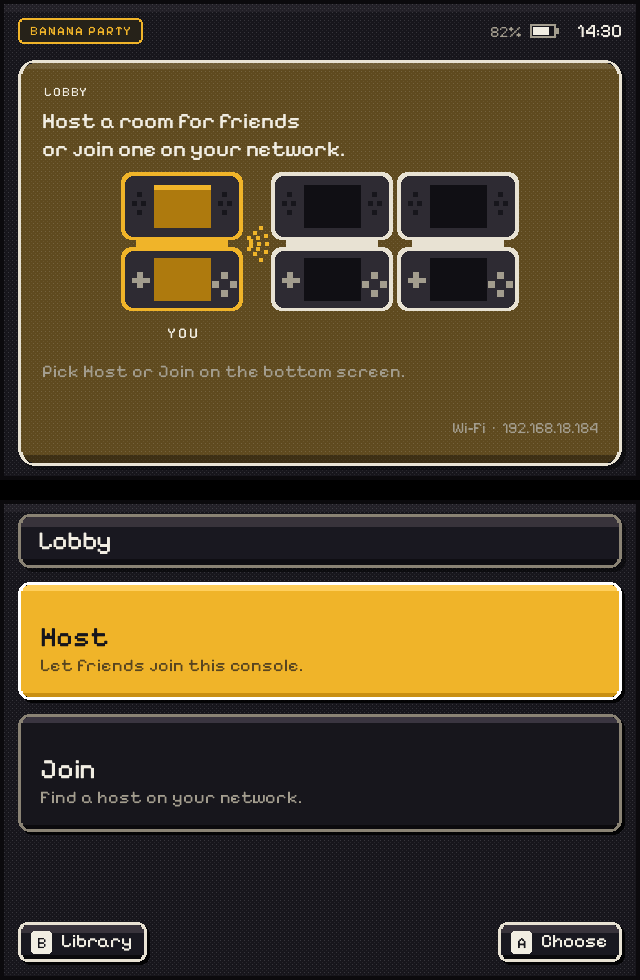 BANANA PARTY
82%
14:30
LOBBY
Host a room for friends
or join one on your network.
YOU
Pick Host or Join on the bottom screen.
Wi-Fi · 192.168.18.184
Lobby
Host
Let friends join this console.
Join
Find a host on your network.
B Library
A Choose